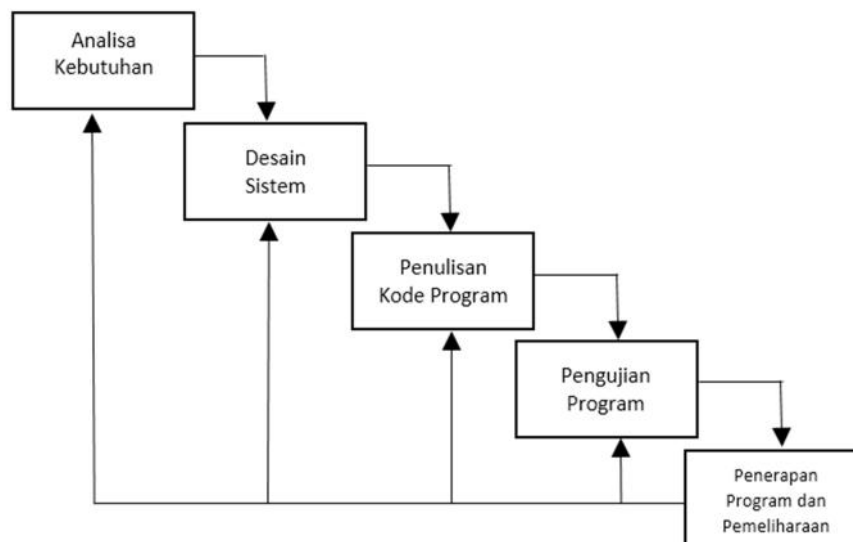 Analisa
Kebutuhan
Desain
Sistem
Penulisan
Kode Program
Pengujian
Program
Penerapan
Program dan
Pemeliharaan